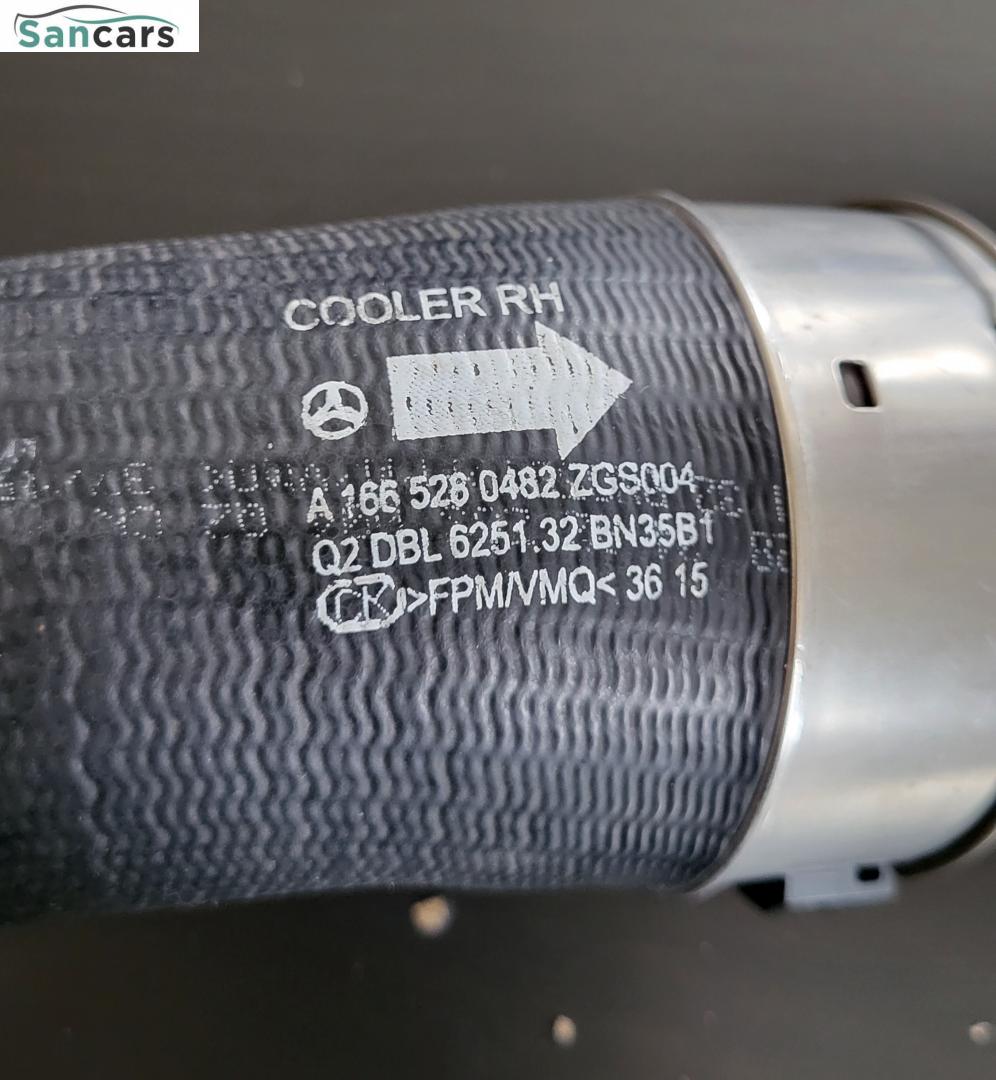 Sancars
COOLER RH
A 166 528 0482 ZGS004
Q2 DBL 6251.32 BN35B1
>FPM/VMQ< 36 15